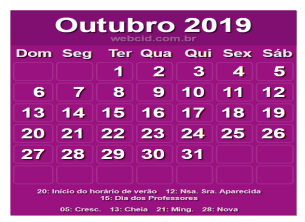 Outubro 2019
webcid.com.br
Dom Seg Ter Qua Qui Sex Sáb
1 2 3 4 5
6 7 8 9 10 11 12
13 14 15 16 17 18 19
20 21 22 23 24 25 26
27 28 29 30 31
20: Início do horário de verão 12: Nsa. Sra. Aparecida
15: Dia dos Professores
05: Cresc. 13: Cheia 21: Ming. 28: Nova